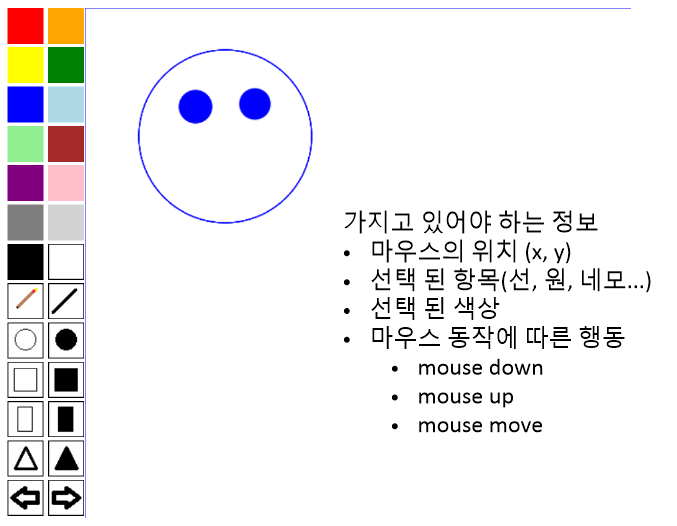 가지고 있어야 하는 정보
• 마우스의 위치 (x, y)
• 선택 된 항목(선, 원, 네모...)
• 선택 된 색상
• 마우스 동작에 따른 행동
• mouse down
• mouse up
• mouse move